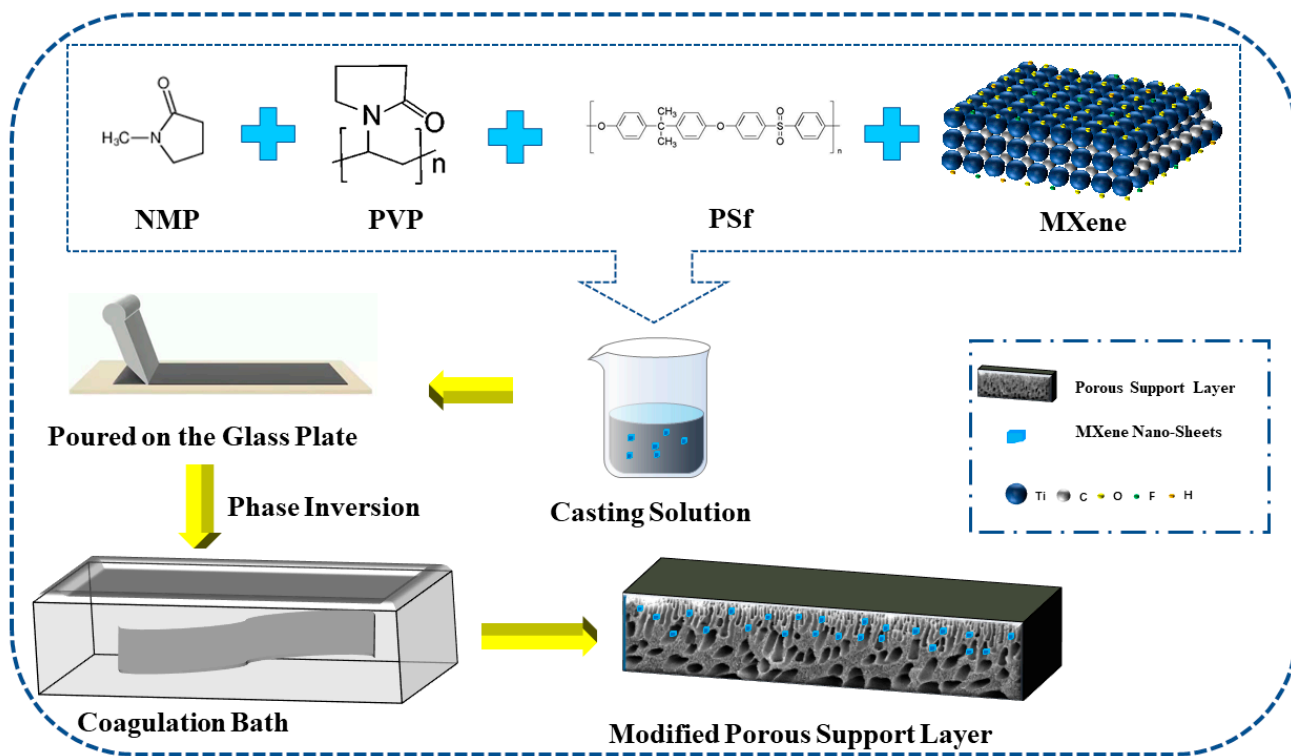 O
N
H₃C
N
O
n
O
CH₃
CH₃
O
O
S
O
n
NMP
PVP
PSf
MXene
Poured on the Glass Plate
Casting Solution
Porous Support Layer
MXene Nano-Sheets
Ti C O F H
Phase Inversion
Coagulation Bath
Modified Porous Support Layer